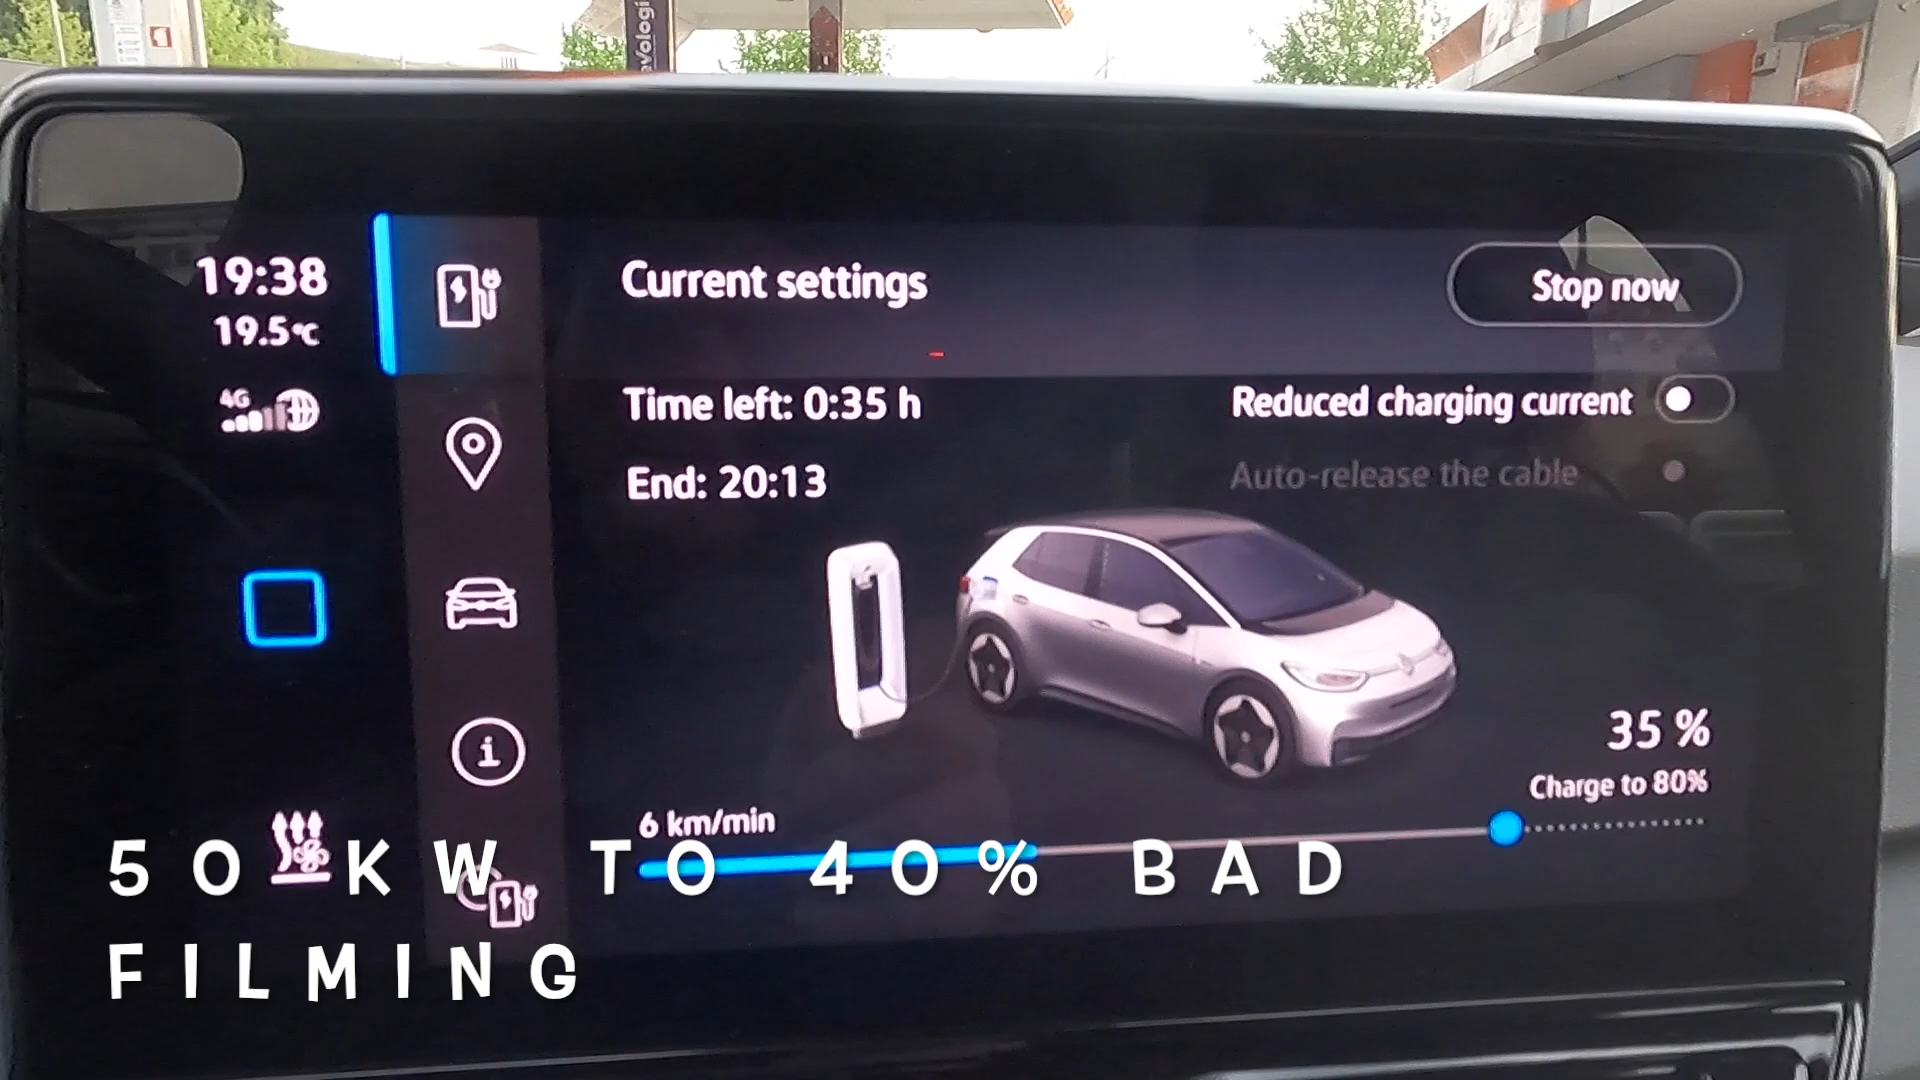 evologi
19:38
19.5°C
4G
Current settings
Stop now
Time left: 0:35 h
End: 20:13
Reduced charging current
Auto-release the cable
35 %
Charge to 80%
6 km/min
50 KW TO 40% BAD
FILMING